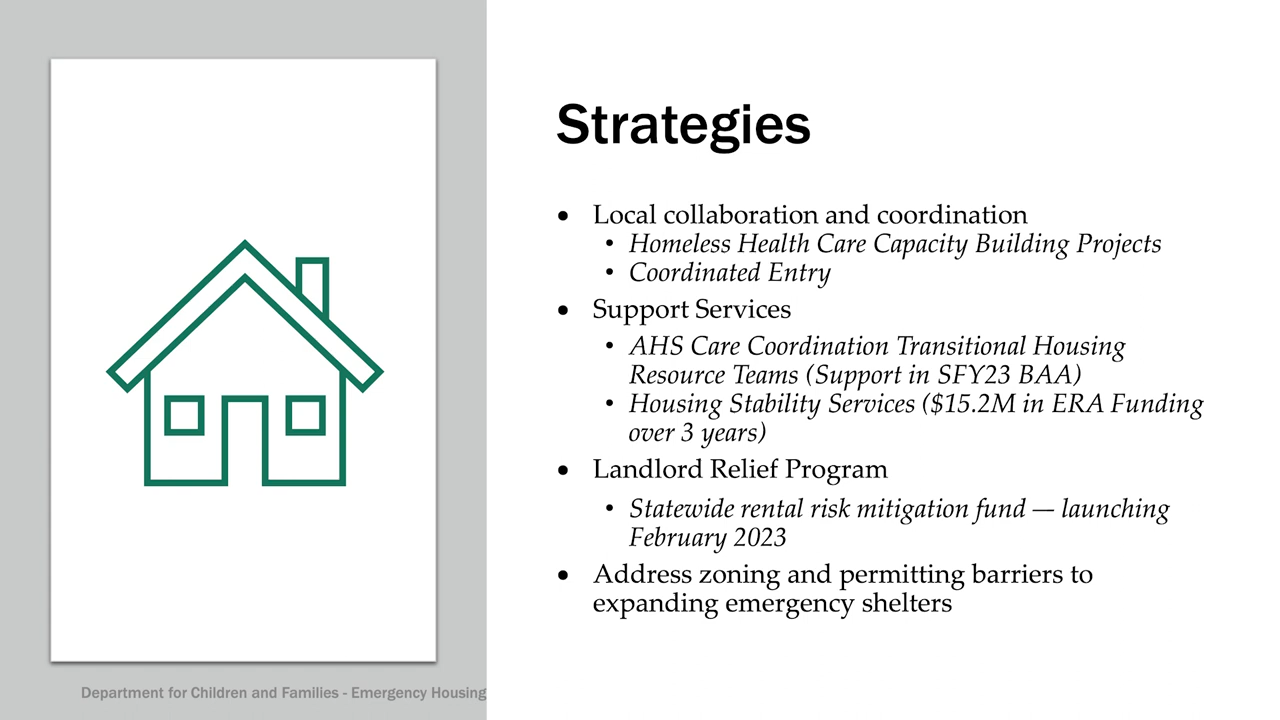 Strategies
• Local collaboration and coordination
• Homeless Health Care Capacity Building Projects
• Coordinated Entry
• Support Services
• AHS Care Coordination Transitional Housing
Resource Teams (Support in SFY23 BAA)
• Housing Stability Services ($15.2M in ERA Funding
over 3 years)
• Landlord Relief Program
• Statewide rental risk mitigation fund — launching
February 2023
• Address zoning and permitting barriers to
expanding emergency shelters
Department for Children and Families - Emergency Housing